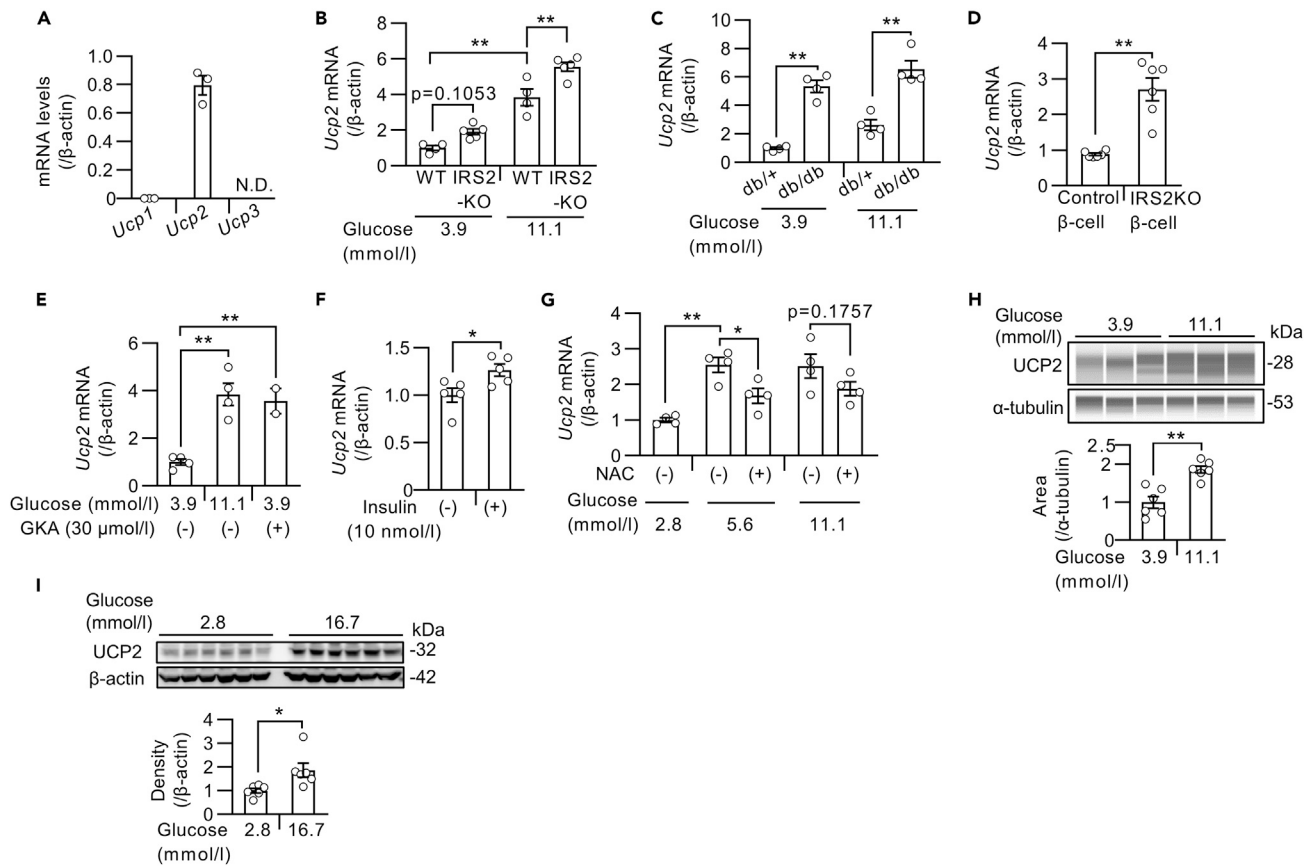 A
mRNA levels
(/β-actin)
1.0
0.8
0.6
0.4
0.2
0
N.D.
Ucp1
Ucp2
Ucp3
B
Ucp2 mRNA
(/β-actin)
8
6
4
2
0
**
**
p=0.1053
WT IRS2 WT IRS2
-KO -KO
Glucose 3.9 11.1
(mmol/l)
C
Ucp2 mRNA
(/β-actin)
10
8
6
4
2
0
**
**
db/+ db/db db/+ db/db
Glucose 3.9 11.1
(mmol/l)
D
Ucp2 mRNA
(/β-actin)
4
3
2
1
0
**
Control IRS2KO
β-cell β-cell
E
Ucp2 mRNA
(/β-actin)
6
4
2
0
**
**
Glucose (mmol/l) 3.9 11.1 3.9
GKA (30 μmol/l) (-) (-) (+)
F
Ucp2 mRNA
(/β-actin)
1.5
1.0
0.5
0
*
Insulin (-) (+)
(10 nmol/l)
G
Ucp2 mRNA
(/β-actin)
4
3
2
1
0
**
*
p=0.1757
NAC (-) (-) (+) (-) (+)
Glucose
(mmol/l) 2.8 5.6 11.1
H
Glucose
(mmol/l) 3.9 11.1 kDa
UCP2 -28
α-tubulin -53
Area
(/α-tubulin)
2.5
2
1
0
**
Glucose 3.9 11.1
(mmol/l)
I
Glucose
(mmol/l) 2.8 16.7 kDa
UCP2 -32
β-actin -42
Density
(/β-actin)
4
3
2
1
0
*
Glucose 2.8 16.7
(mmol/l)